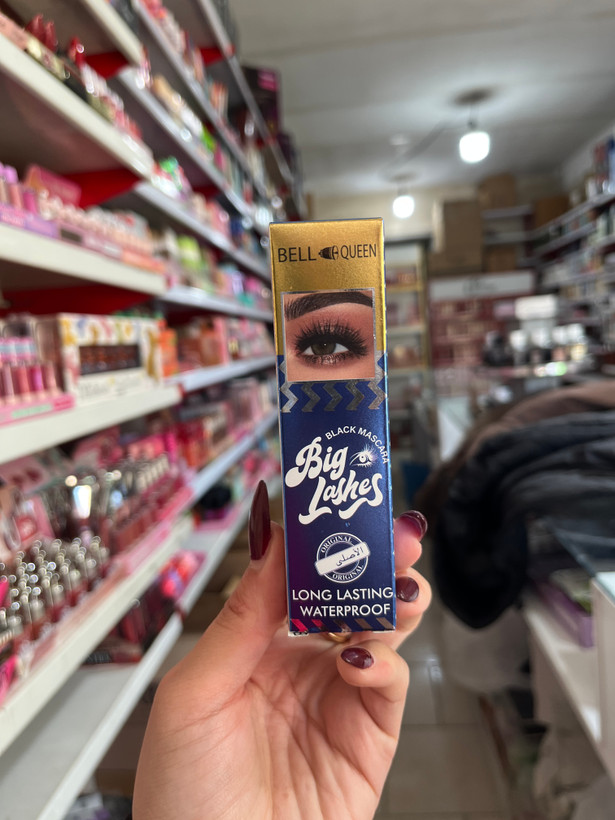 BELL QUEEN
BLACK MASCARA
Big
Lashes
ORIGINAL
الأصلي
ORIGINAL
LONG LASTING
WATERPROOF